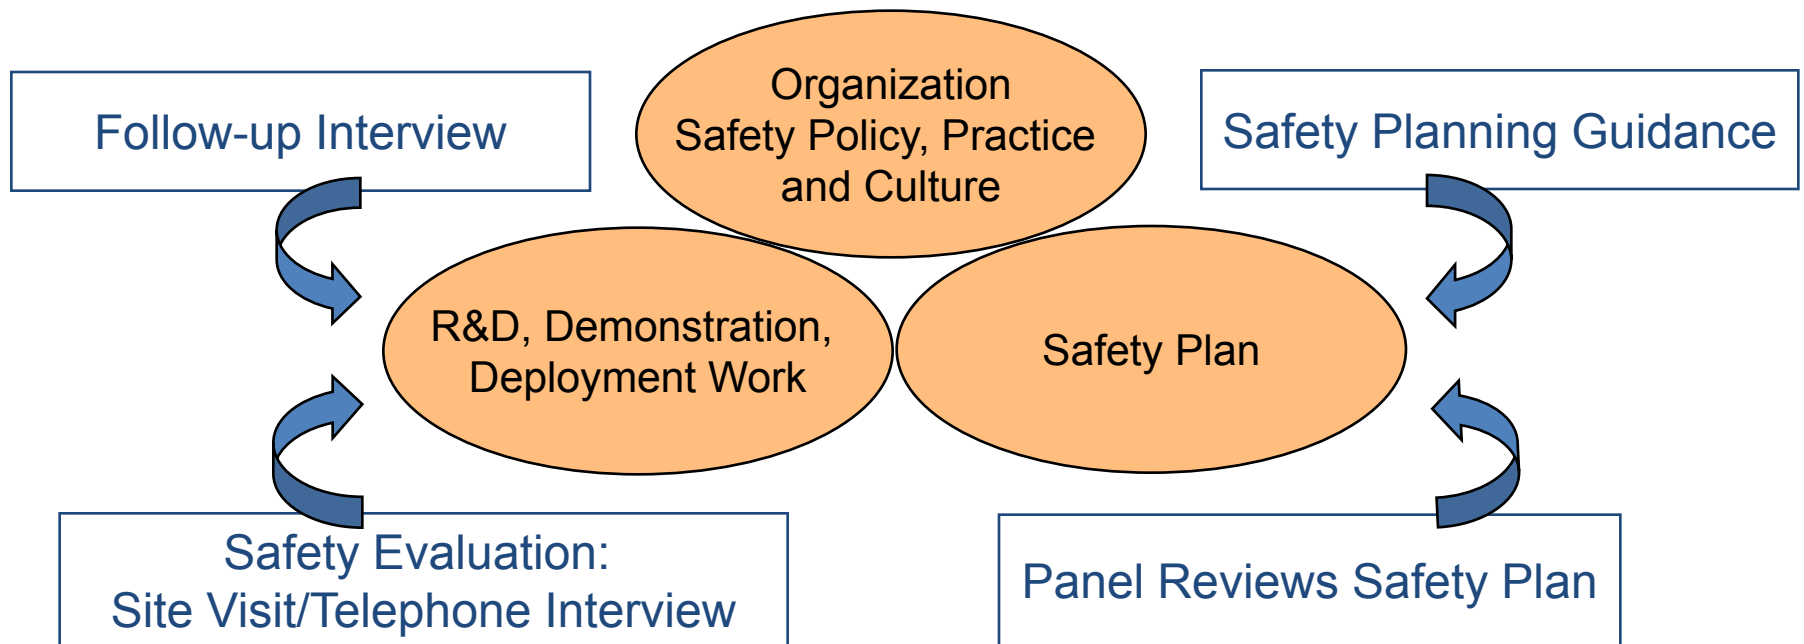 Follow-up Interview
Organization
Safety Policy, Practice
and Culture
Safety Planning Guidance
R&D, Demonstration,
Deployment Work
Safety Plan
Safety Evaluation:
Site Visit/Telephone Interview
Panel Reviews Safety Plan